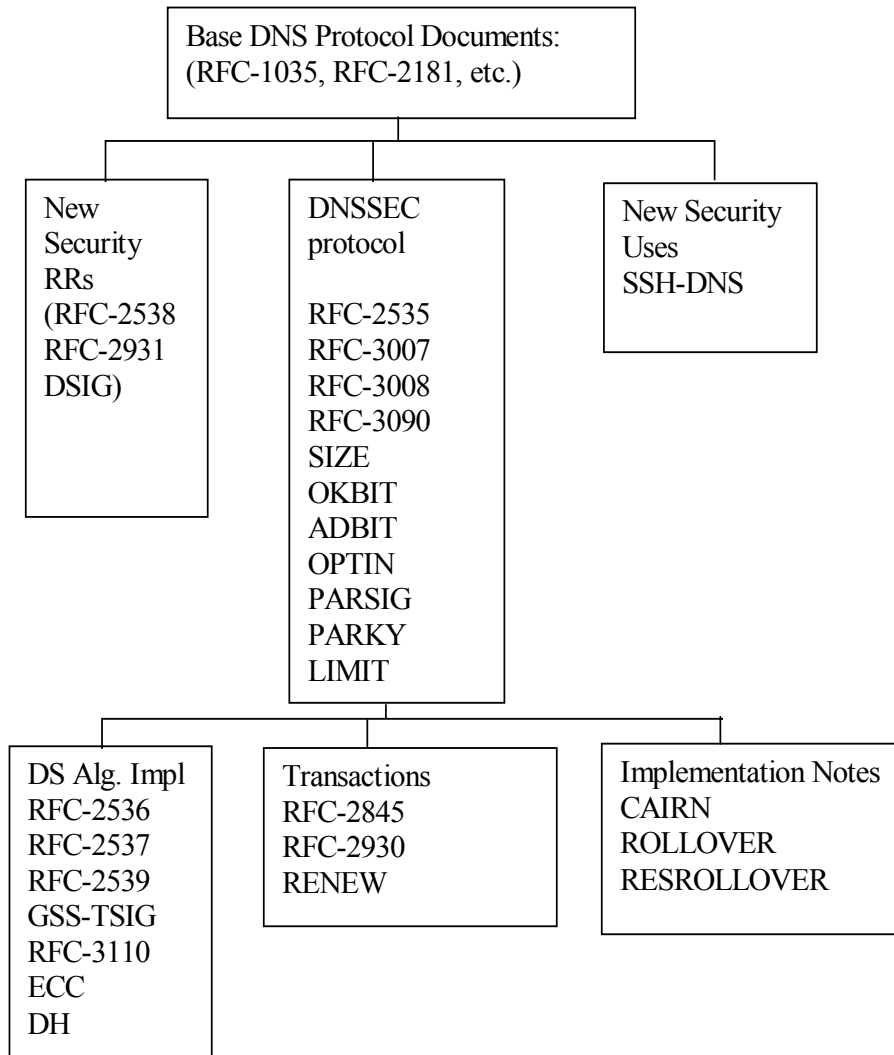 Base DNS Protocol Documents:
(RFC-1035, RFC-2181, etc.)
New
Security
RRs
(RFC-2538
RFC-2931
DSIG)
DNSSEC
protocol
RFC-2535
RFC-3007
RFC-3008
RFC-3090
SIZE
OKBIT
ADBIT
OPTIN
PARSIG
PARKY
LIMIT
New Security
Uses
SSH-DNS
DS Alg. Impl
RFC-2536
RFC-2537
RFC-2539
GSS-TSIG
RFC-3110
ECC
DH
Transactions
RFC-2845
RFC-2930
RENEW
Implementation Notes
CAIRN
ROLLOVER
RESROLLOVER